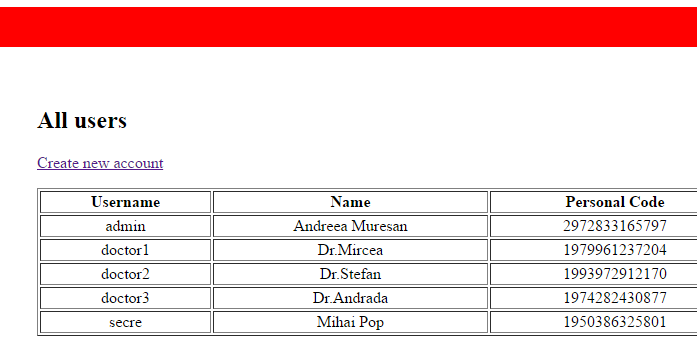 All users
Create new account
Username Name Personal Code
admin Andreea Muresan 2972833165797
doctor1 Dr.Mircea 1979961237204
doctor2 Dr.Stefan 1993972912170
doctor3 Dr.Andrada 1974282430877
secre Mihai Pop 1950386325801